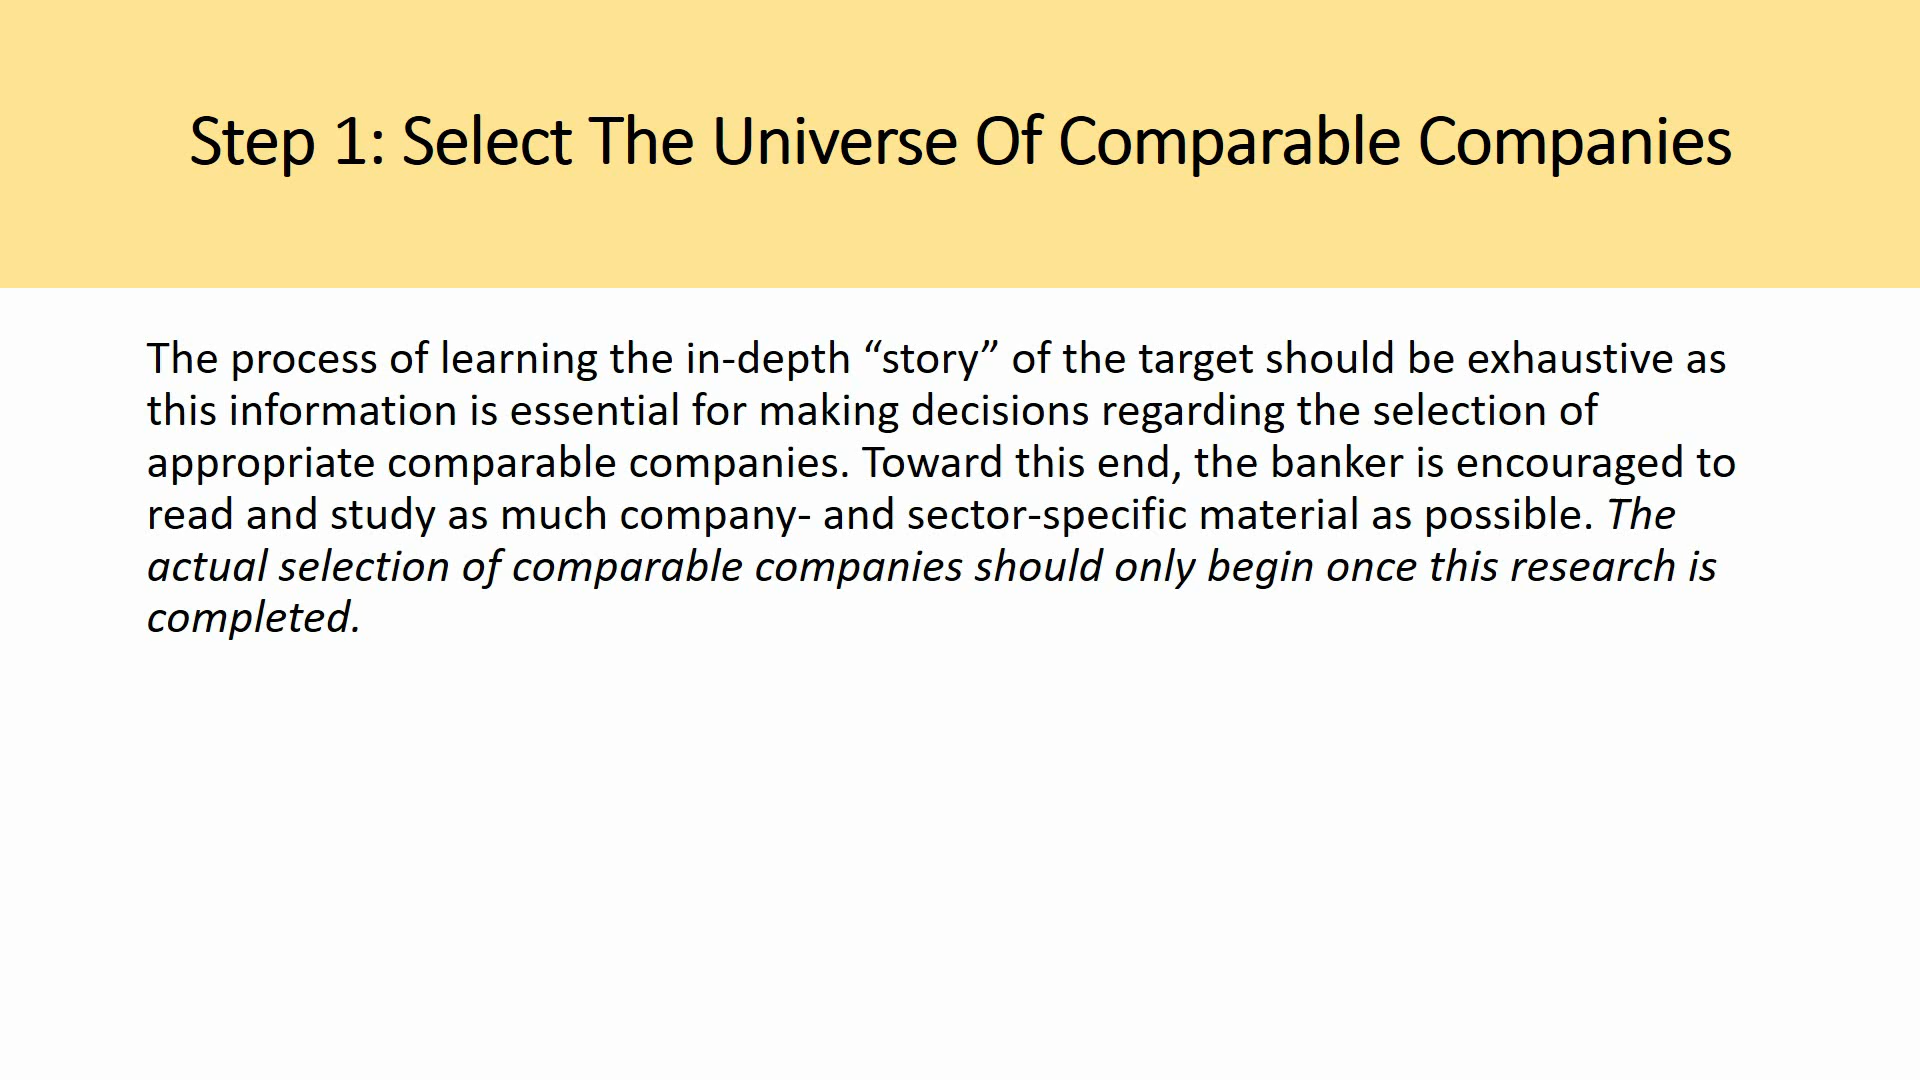 Step 1: Select The Universe Of Comparable Companies
The process of learning the in-depth “story” of the target should be exhaustive as
this information is essential for making decisions regarding the selection of
appropriate comparable companies. Toward this end, the banker is encouraged to
read and study as much company- and sector-specific material as possible. The
actual selection of comparable companies should only begin once this research is
completed.